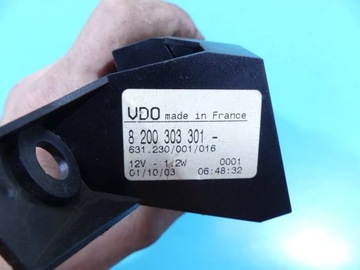 VDO made in France
8 200 303 301 -
631.230/001/016
12V - 1.2W 0001
01/10/03 06:48:32